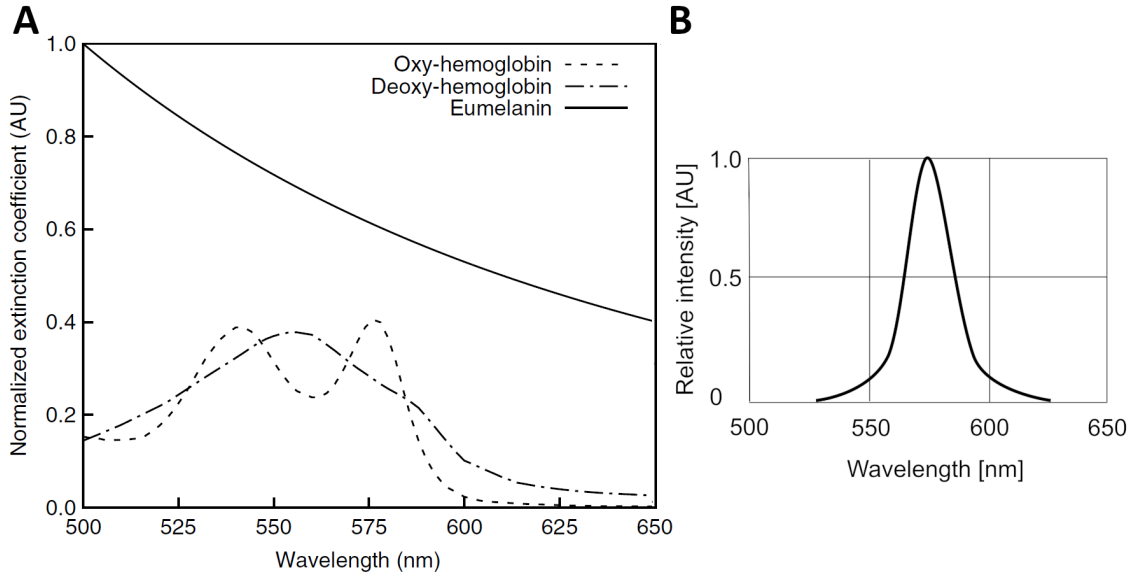 A
Normalized extinction coefficient (AU)
1.0
0.8
0.6
0.4
0.2
0.0
500 525 550 575 600 625 650
Wavelength (nm)
Oxy-hemoglobin
Deoxy-hemoglobin
Eumelanin
B
Relative intensity [AU]
1.0
0.5
0
500 550 600 650
Wavelength [nm]